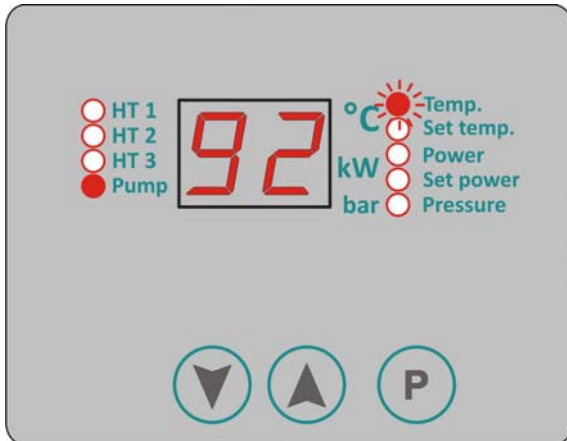 HT 1
HT 2
HT 3
Pump
92
°C
kW
bar
Temp.
Set temp.
Power
Set power
Pressure
P